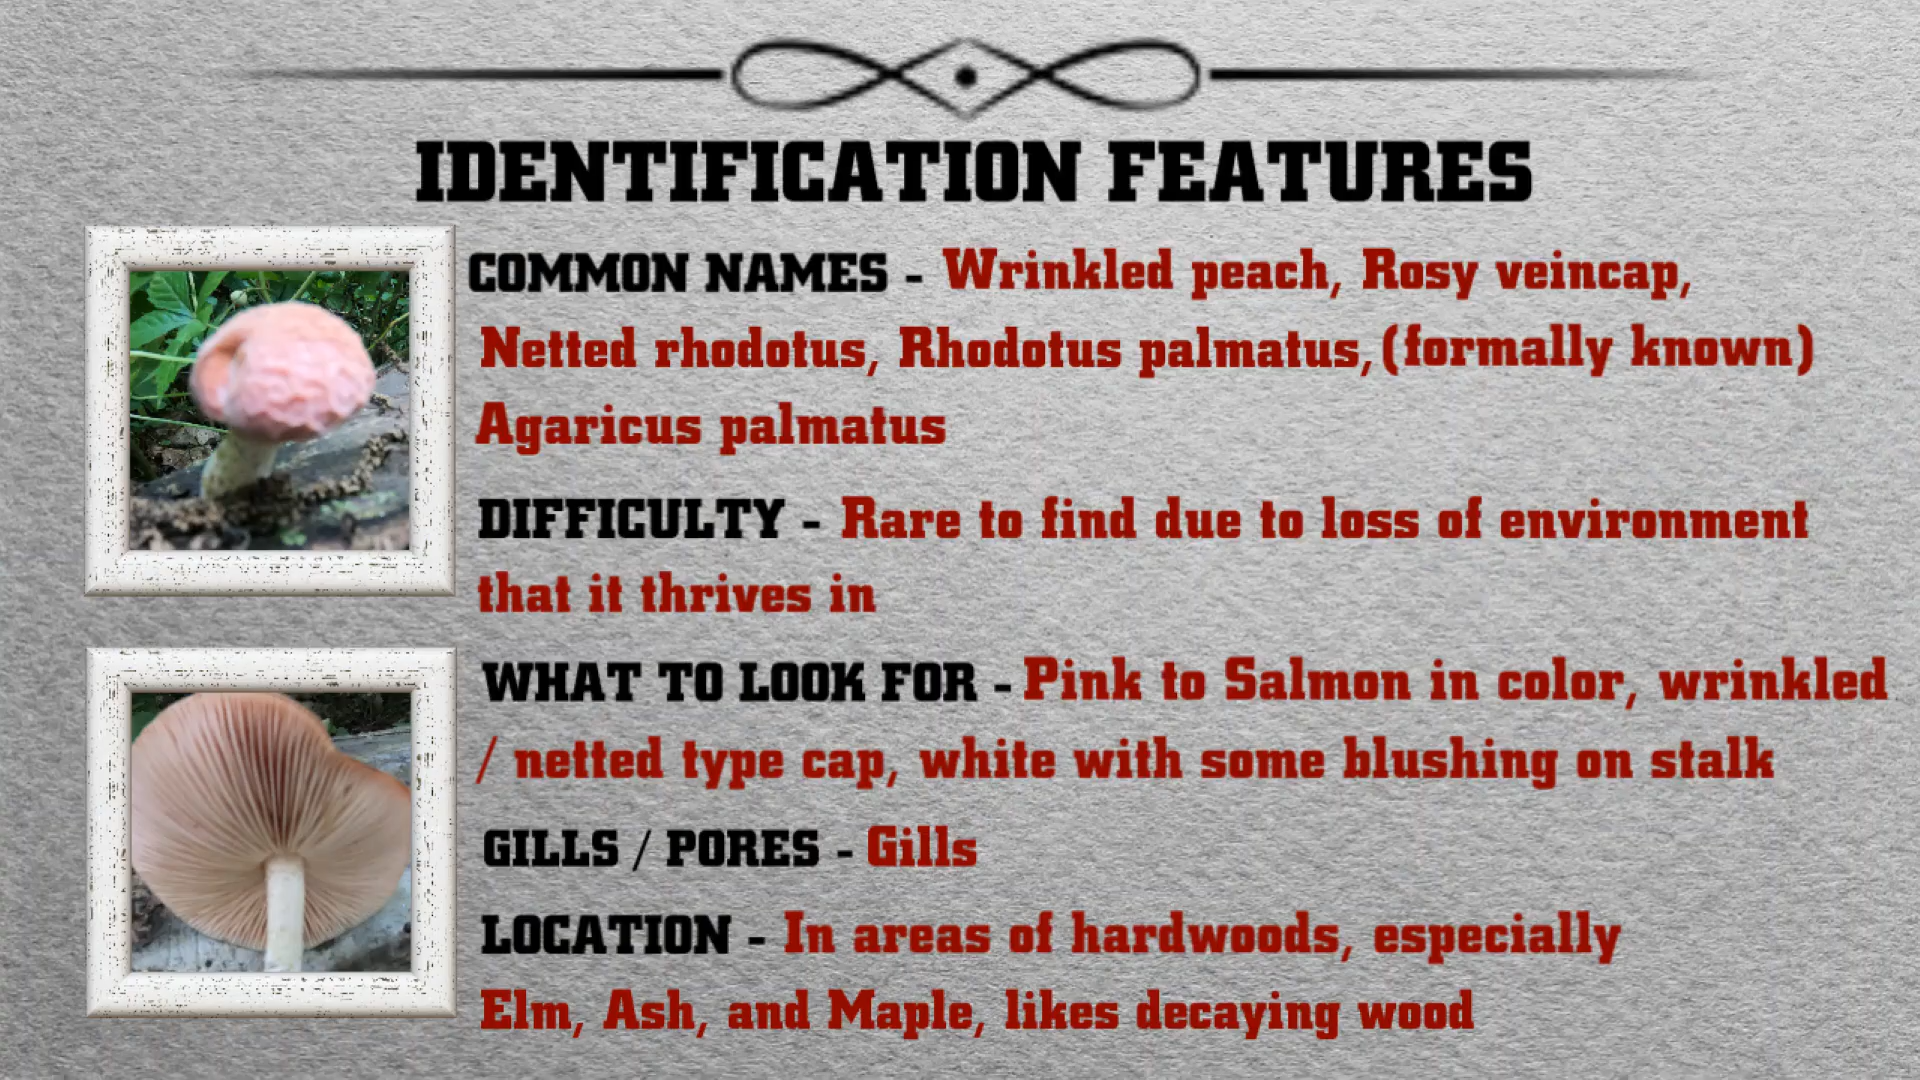 IDENTIFICATION FEATURES
COMMON NAMES - Wrinkled peach, Rosy veincap,
Netted rhodotus, Rhodotus palmatus, (formally known)
Agaricus palmatus
DIFFICULTY - Rare to find due to loss of environment
that it thrives in
WHAT TO LOOK FOR - Pink to Salmon in color, wrinkled
/ netted type cap, white with some blushing on stalk
GILLS / PORES - Gills
LOCATION - In areas of hardwoods, especially
Elm, Ash, and Maple, likes decaying wood